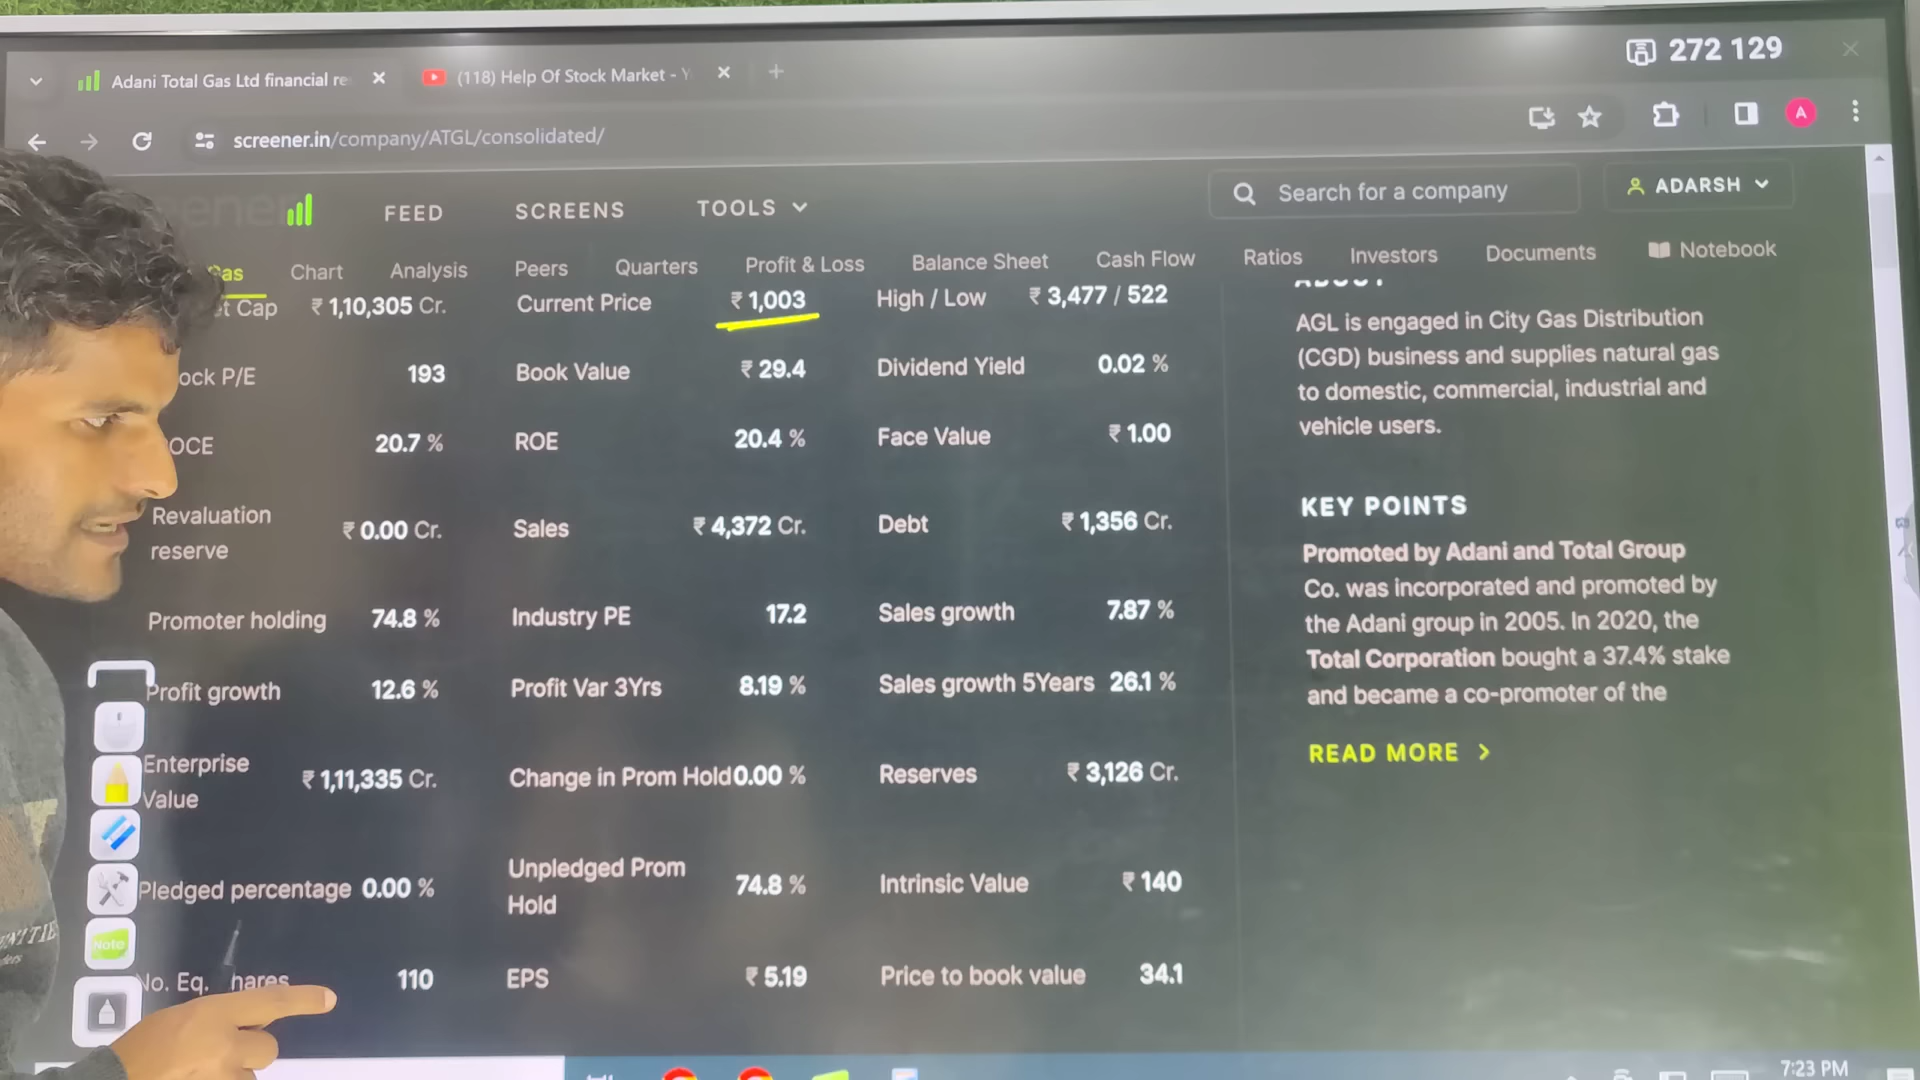 272 129
Adani Total Gas Ltd financial re
(118) Help Of Stock Market - Y
screener.in/company/ATGL/consolidated/
FEED SCREENS TOOLS
Search for a company
ADARSH
Gas Chart Analysis Peers Quarters Profit & Loss Balance Sheet Cash Flow Ratios Investors Documents Notebook
et Cap ₹ 1,10,305 Cr. Current Price ₹ 1,003 High / Low ₹ 3,477 / 522
ock P/E 193 Book Value ₹ 29.4 Dividend Yield 0.02 %
OCE 20.7 % ROE 20.4 % Face Value ₹ 1.00
Revaluation reserve ₹ 0.00 Cr. Sales ₹ 4,372 Cr. Debt ₹ 1,356 Cr.
Promoter holding 74.8 % Industry PE 17.2 Sales growth 7.87 %
Profit growth 12.6 % Profit Var 3Yrs 8.19 % Sales growth 5Years 26.1 %
Enterprise Value ₹ 1,11,335 Cr. Change in Prom Hold 0.00 % Reserves ₹ 3,126 Cr.
Pledged percentage 0.00 % Unpledged Prom Hold 74.8 % Intrinsic Value ₹ 140
No. Eq. hares 110 EPS ₹ 5.19 Price to book value 34.1
ABOUT
AGL is engaged in City Gas Distribution
(CGD) business and supplies natural gas
to domestic, commercial, industrial and
vehicle users.
KEY POINTS
Promoted by Adani and Total Group
Co. was incorporated and promoted by
the Adani group in 2005. In 2020, the
Total Corporation bought a 37.4% stake
and became a co-promoter of the
READ MORE >
Note
A
7:23 PM